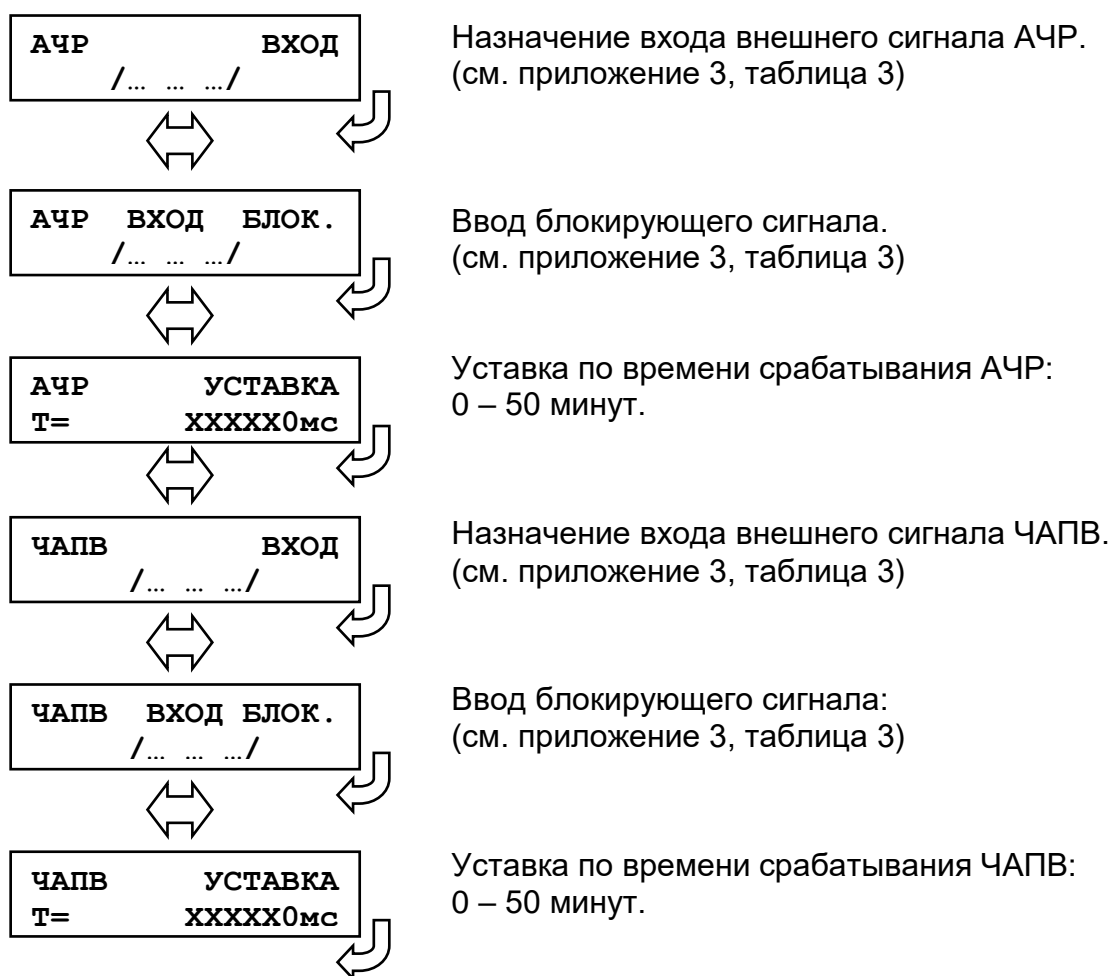 АЧР ВХОД
/… … …/
Назначение входа внешнего сигнала АЧР.
(см. приложение 3, таблица 3)
АЧР ВХОД БЛОК.
/… … …/
Ввод блокирующего сигнала.
(см. приложение 3, таблица 3)
АЧР УСТАВКА
Т= ХХХХХ0мс
Уставка по времени срабатывания АЧР:
0 – 50 минут.
ЧАПВ ВХОД
/… … …/
Назначение входа внешнего сигнала ЧАПВ.
(см. приложение 3, таблица 3)
ЧАПВ ВХОД БЛОК.
/… … …/
Ввод блокирующего сигнала:
(см. приложение 3, таблица 3)
ЧАПВ УСТАВКА
Т= ХХХХХ0мс
Уставка по времени срабатывания ЧАПВ:
0 – 50 минут.